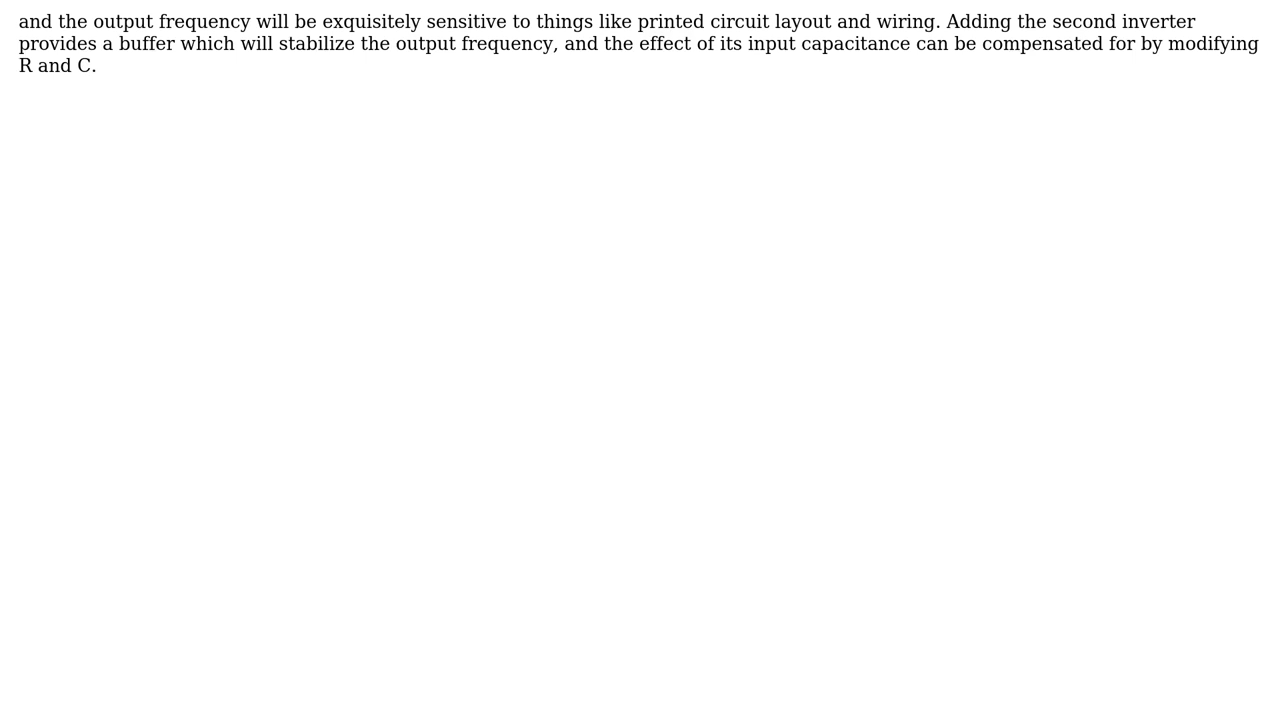 and the output frequency will be exquisitely sensitive to things like printed circuit layout and wiring. Adding the second inverter
provides a buffer which will stabilize the output frequency, and the effect of its input capacitance can be compensated for by modifying
R and C.